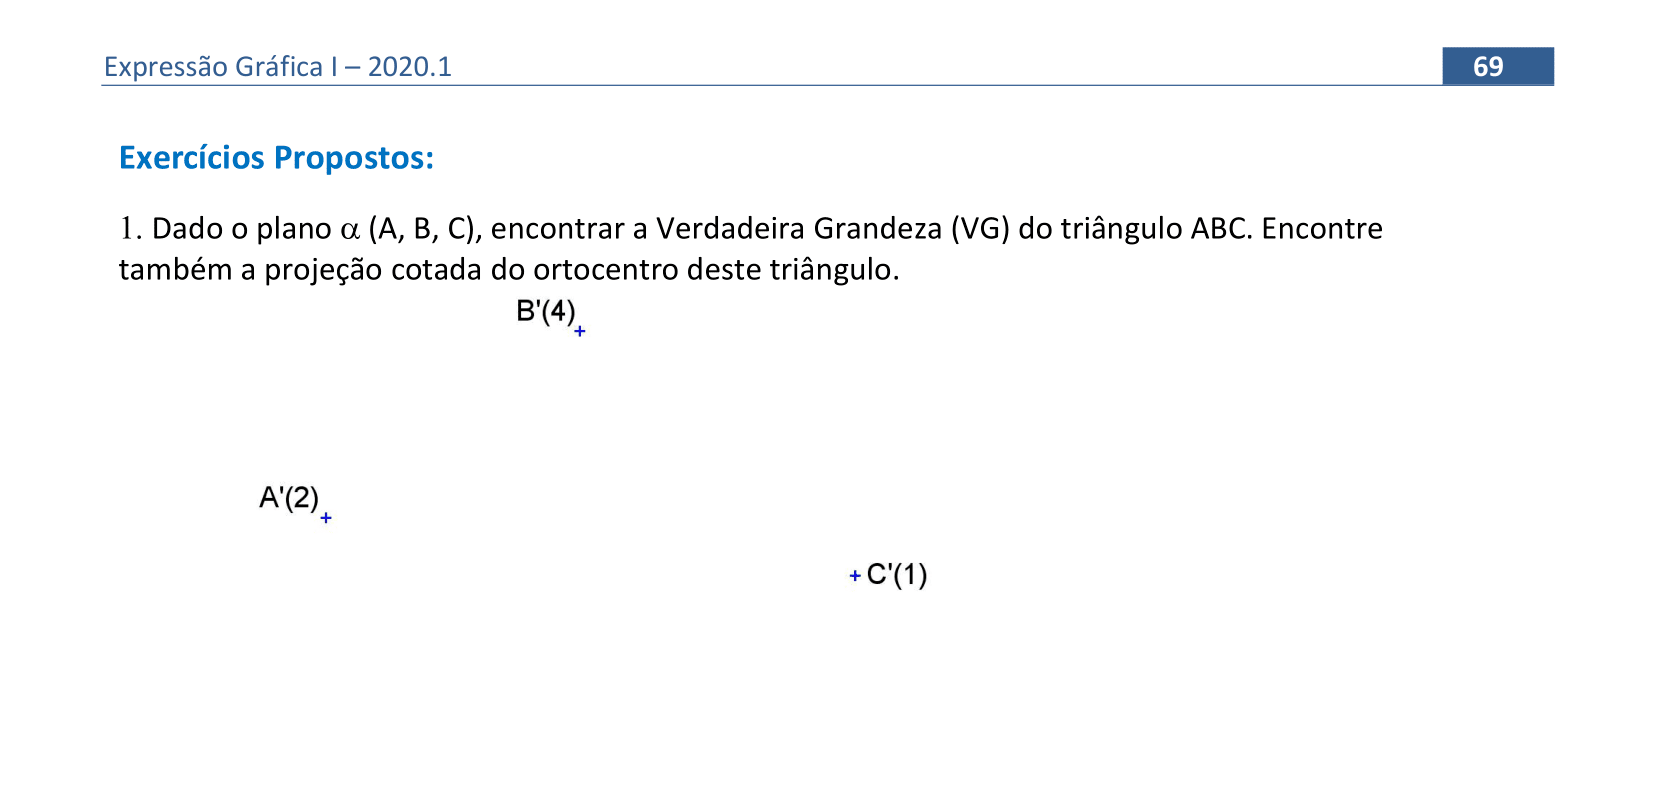 Expressão Gráfica I – 2020.1
69
Exercícios Propostos:
1. Dado o plano α (A, B, C), encontrar a Verdadeira Grandeza (VG) do triângulo ABC. Encontre
também a projeção cotada do ortocentro deste triângulo.
B'(4)
A'(2)
C'(1)